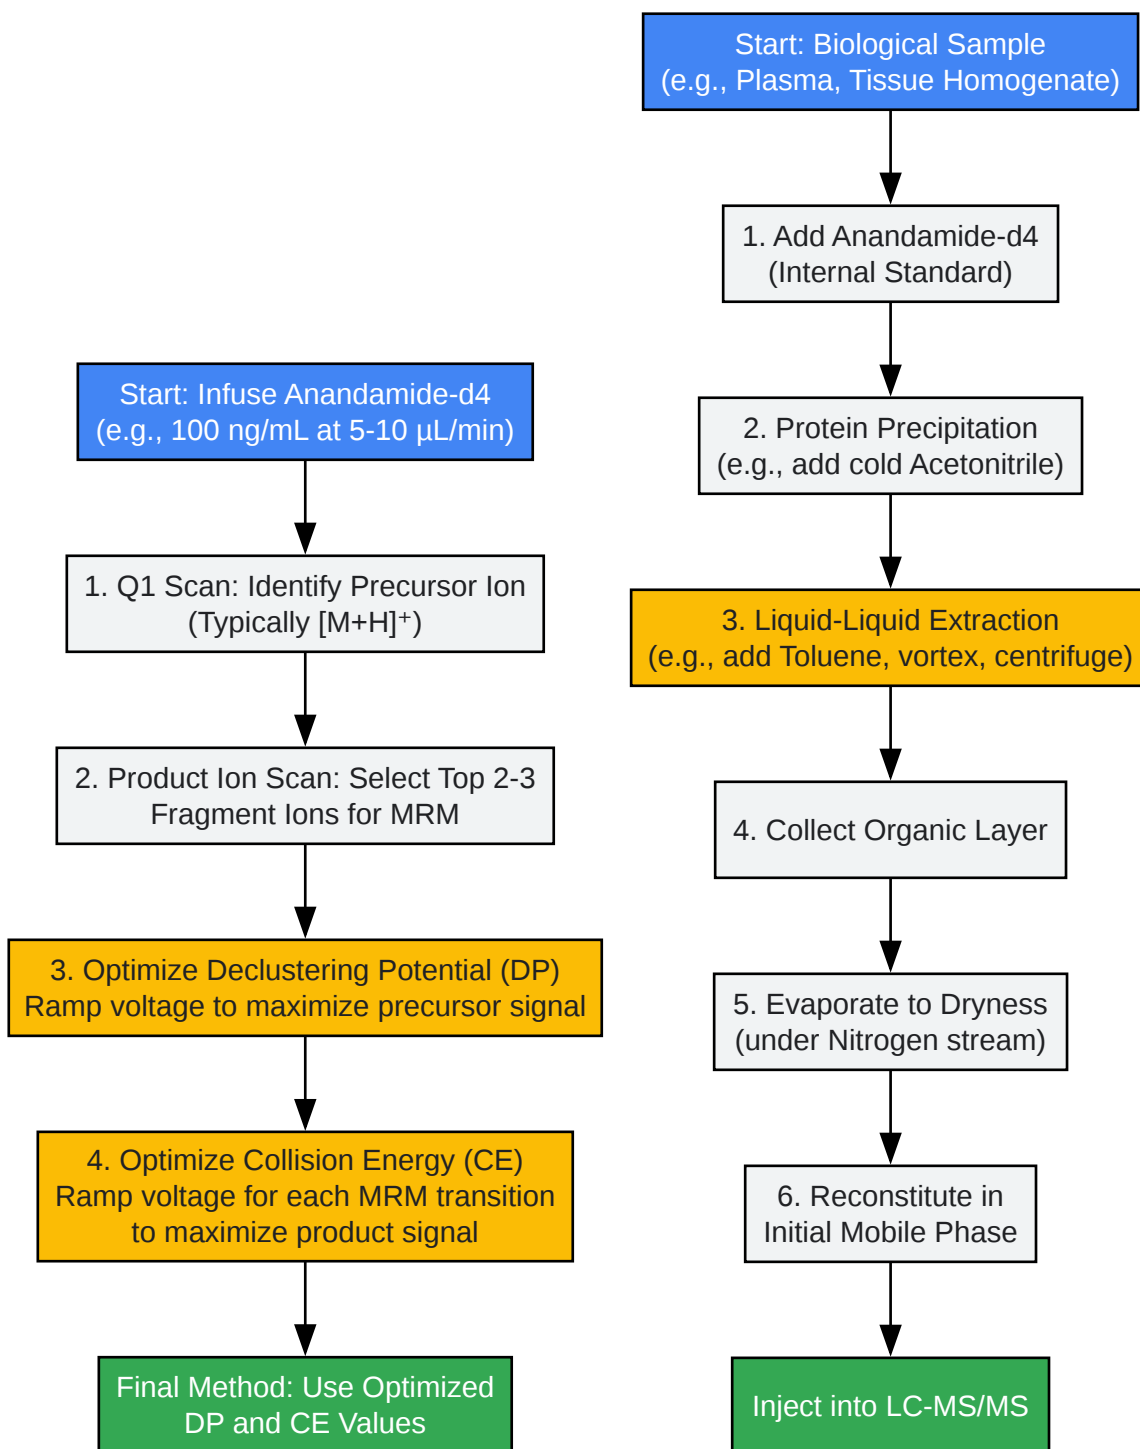 Start: Infuse Anandamide-d4
(e.g., 100 ng/mL at 5-10 µL/min)
1. Q1 Scan: Identify Precursor Ion
(Typically [M+H]⁺)
2. Product Ion Scan: Select Top 2-3
Fragment Ions for MRM
3. Optimize Declustering Potential (DP)
Ramp voltage to maximize precursor signal
4. Optimize Collision Energy (CE)
Ramp voltage for each MRM transition
to maximize product signal
Final Method: Use Optimized
DP and CE Values
Start: Biological Sample
(e.g., Plasma, Tissue Homogenate)
1. Add Anandamide-d4
(Internal Standard)
2. Protein Precipitation
(e.g., add cold Acetonitrile)
3. Liquid-Liquid Extraction
(e.g., add Toluene, vortex, centrifuge)
4. Collect Organic Layer
5. Evaporate to Dryness
(under Nitrogen stream)
6. Reconstitute in
Initial Mobile Phase
Inject into LC-MS/MS